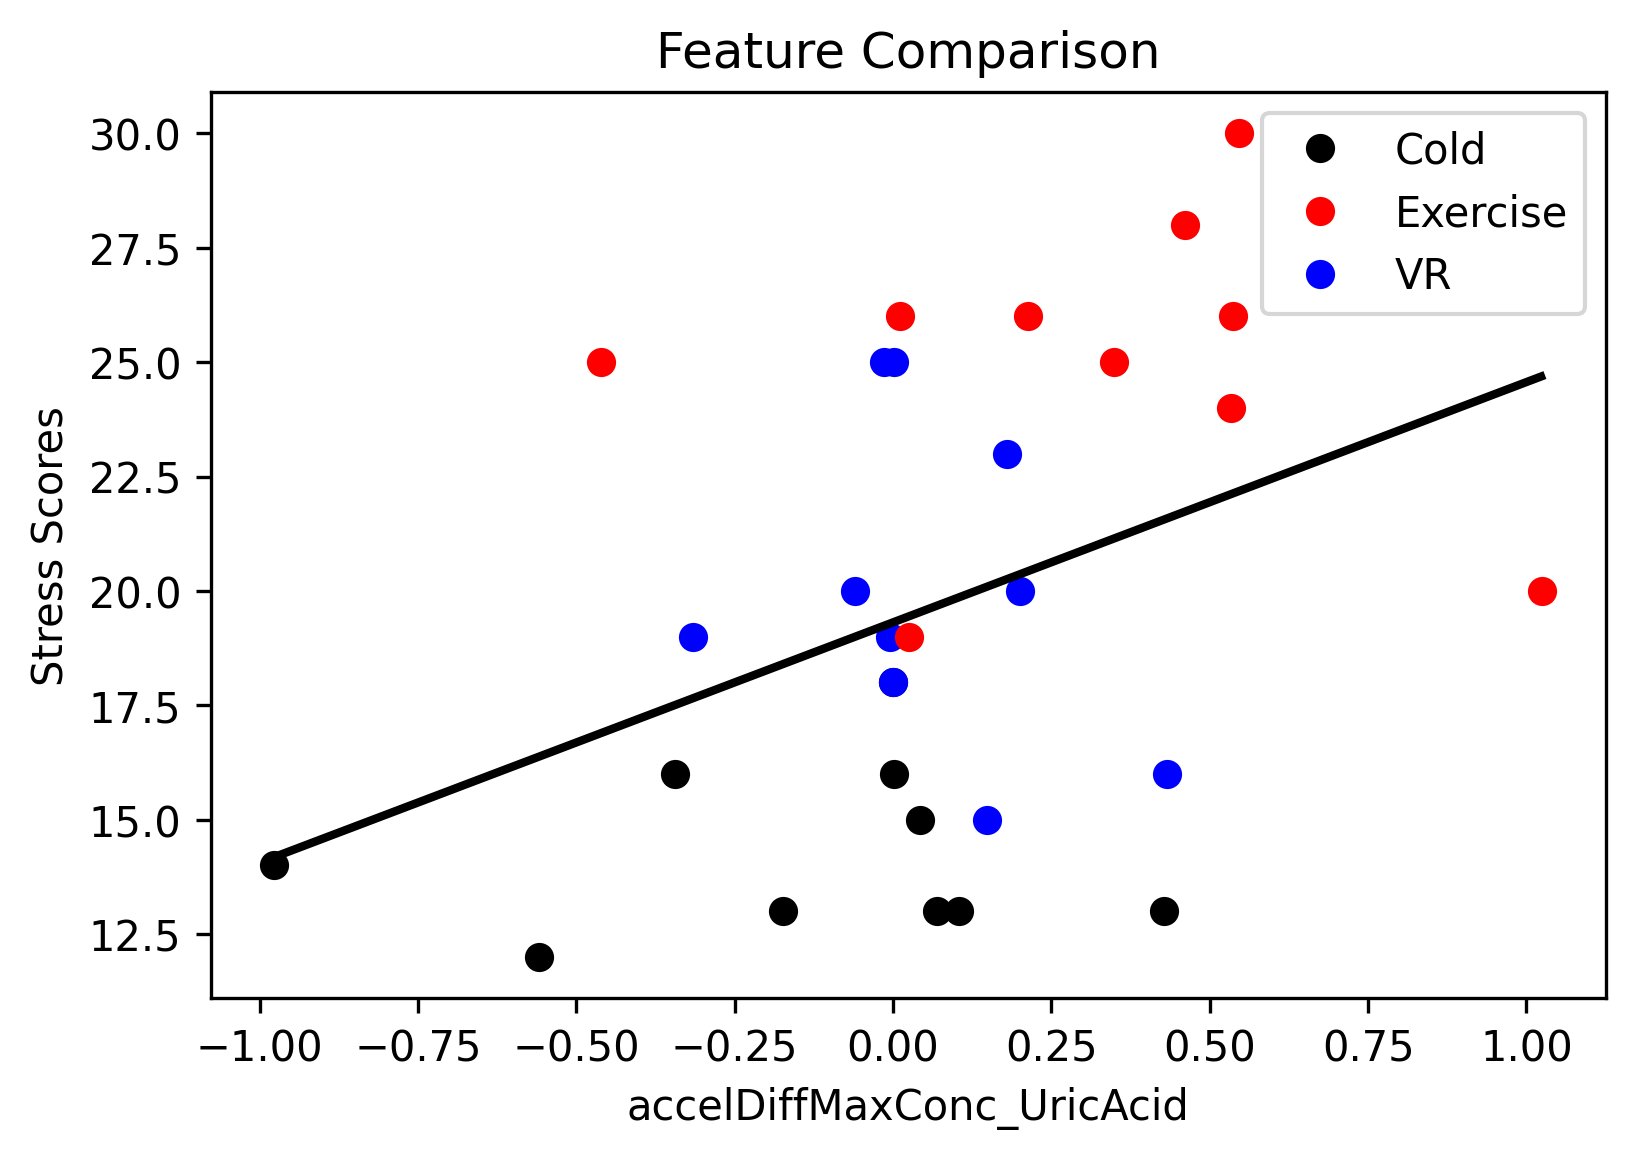 Feature Comparison
30.0
27.5
25.0
22.5
20.0
17.5
15.0
12.5
Stress Scores
Cold
Exercise
VR
−1.00 −0.75 −0.50 −0.25 0.00 0.25 0.50 0.75 1.00
accelDiffMaxConc_UricAcid